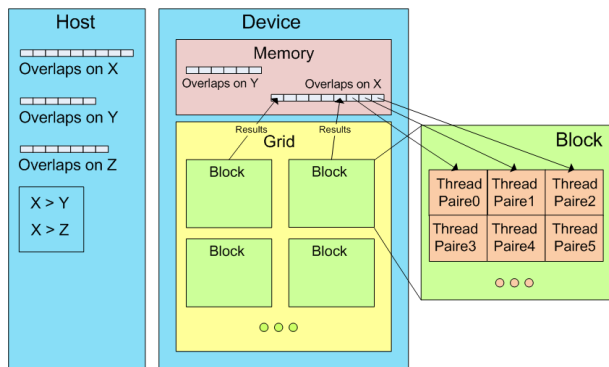 Host
Overlaps on X
Overlaps on Y
Overlaps on Z
X > Y
X > Z
Device
Memory
Overlaps on Y
Overlaps on X
Results
Results
Grid
Block
Block
Block
Block
Block
Thread
Paire0
Thread
Paire1
Thread
Paire2
Thread
Paire3
Thread
Paire4
Thread
Paire5